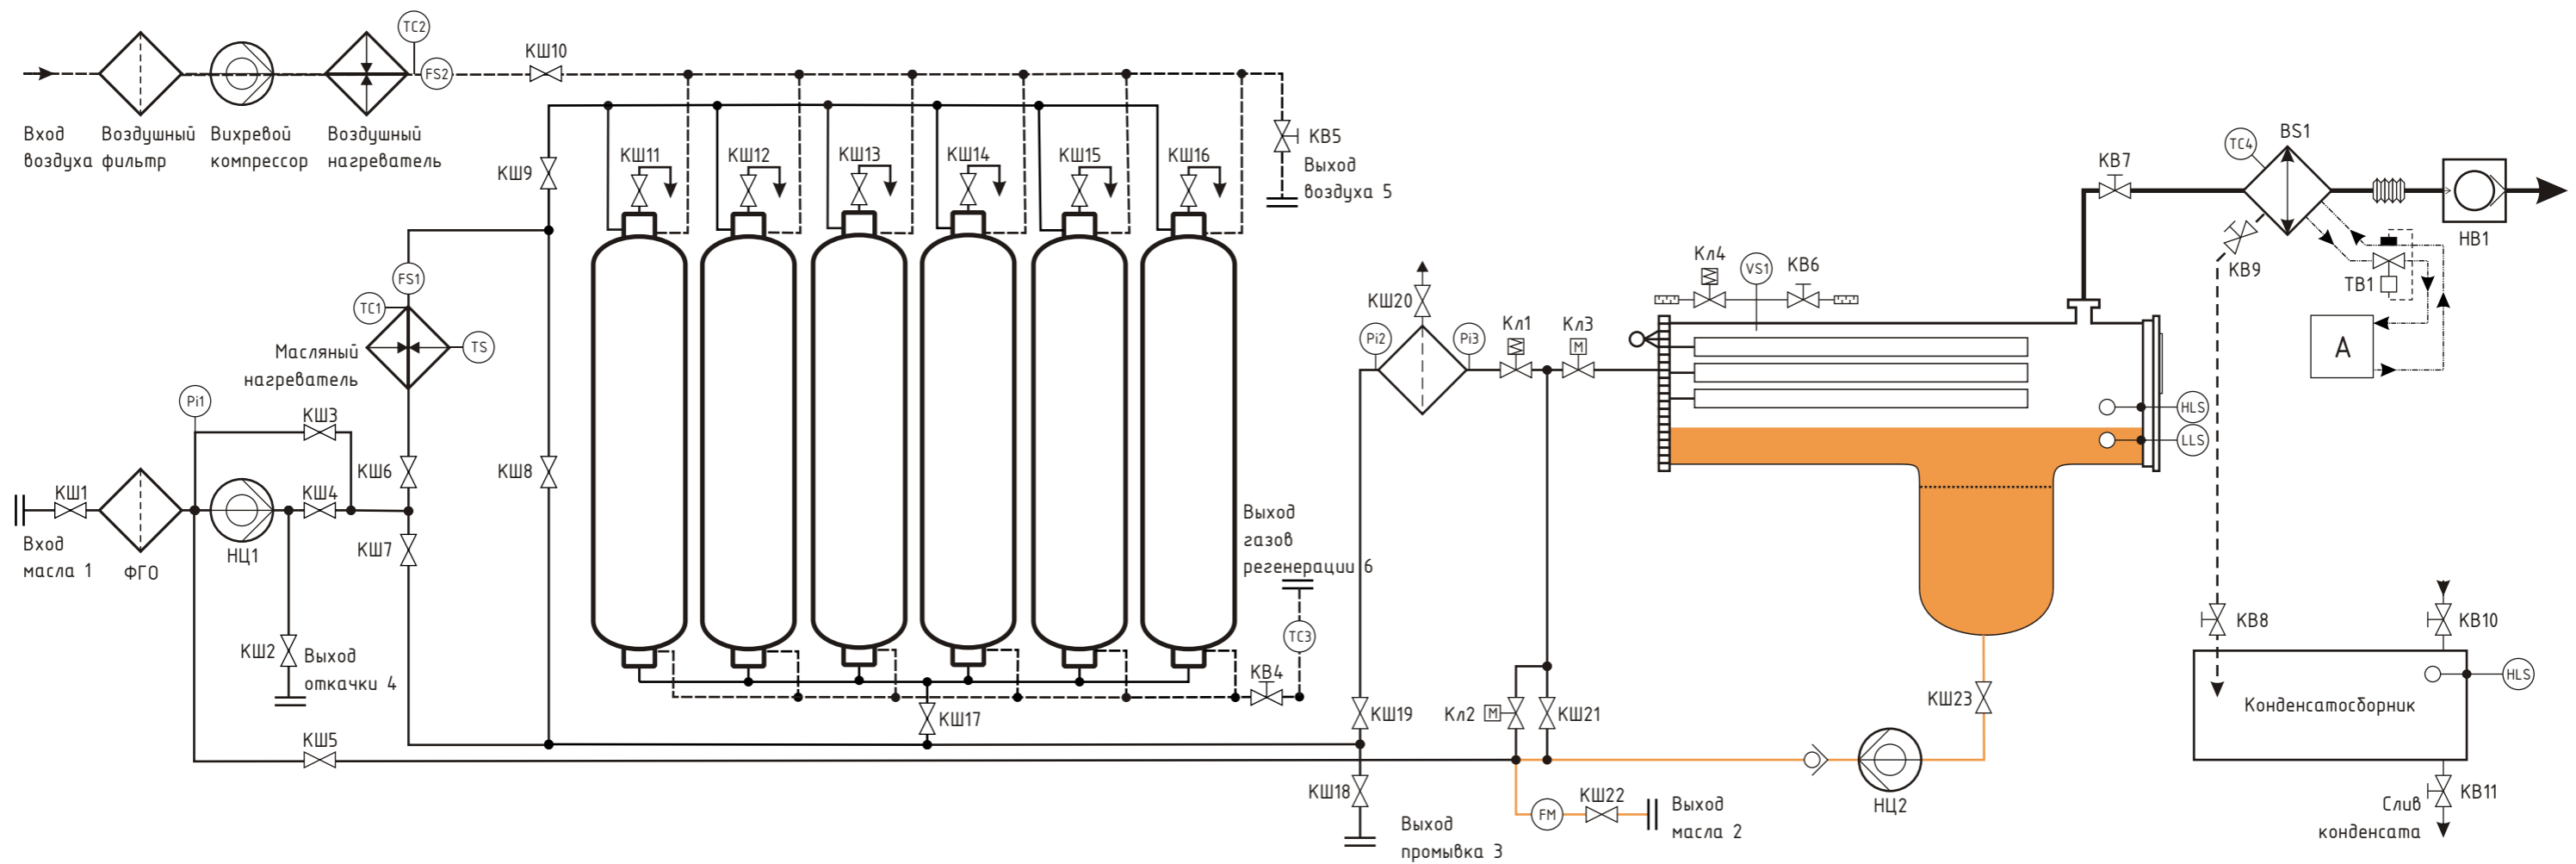 TC2
КШ10
FS2
Вход
воздуха
Воздушный
фильтр
Вихревой
компрессор
Воздушный
нагреватель
КВ5
Выход
воздуха 5
КШ9
КШ11
КШ12
КШ13
КШ14
КШ15
КШ16
FS1
TC1
TS
Масляный
нагреватель
Pi1
КШ3
КШ6
КШ8
КШ1
КШ4
Вход
масла 1
ФГО
НЦ1
КШ7
КШ2
Выход
откачки 4
КШ5
Выход
газов
регенерации 6
TC3
КВ4
КШ17
КШ19
КШ18
Выход
промывка 3
КШ20
Pi2
Pi3
Кл1
Кл3
M
Кл4
VS1
КВ6
HLS
LLS
Кл2
M
КШ21
КШ23
НЦ2
FM
КШ22
Выход
масла 2
КВ7
TC4
BS1
НВ1
КВ9
ТВ1
А
КВ8
КВ10
HLS
Конденсатосборник
КВ11
Слив
конденсата